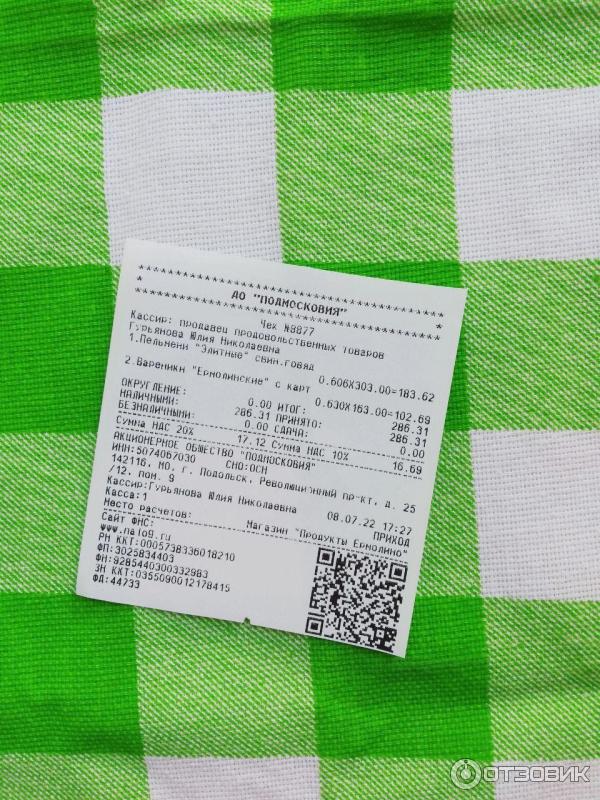 ******************************************
* ДО "ПОДМОСКОВИЯ" *
******************************************
Чек №8877
Кассир: продавец продовольственных товаров
Гурьянова Юлия Николаевна
1.Пельмени "Элитные" свин.говяд
0.606X303.00=183.62
2.Вареники "Ермолинские" с карт
0.630X163.00=102.69
ОКРУГЛЕНИЕ: 0.00 ИТОГ: 286.31
НАЛИЧНЫМИ: 286.31 ПРИНЯТО: 286.31
БЕЗНАЛИЧНЫМИ: 0.00 СДАЧА: 0.00
Сумма НДС 20% 17.12 Сумма НДС 10% 16.69
АКЦИОНЕРНОЕ ОБЩЕСТВО "ПОДМОСКОВИЯ"
ИНН:5074067030 СНО:ОСН
142116, МО, г. Подольск, Революционный пр-кт, д. 25
/12, пом. 9
Кассир:Гурьянова Юлия Николаевна 08.07.22 17:27
Касса:1 ПРИХОД
Место расчетов: Магазин "Продукты Ермолино"
Сайт ФНС:
www.nalog.ru
РН ККТ:0005738336018210
ФП:3025834403
ФН:9285440300332983
ЗН ККТ:0355090012178415
ФД:44733
ОТЗОВИК